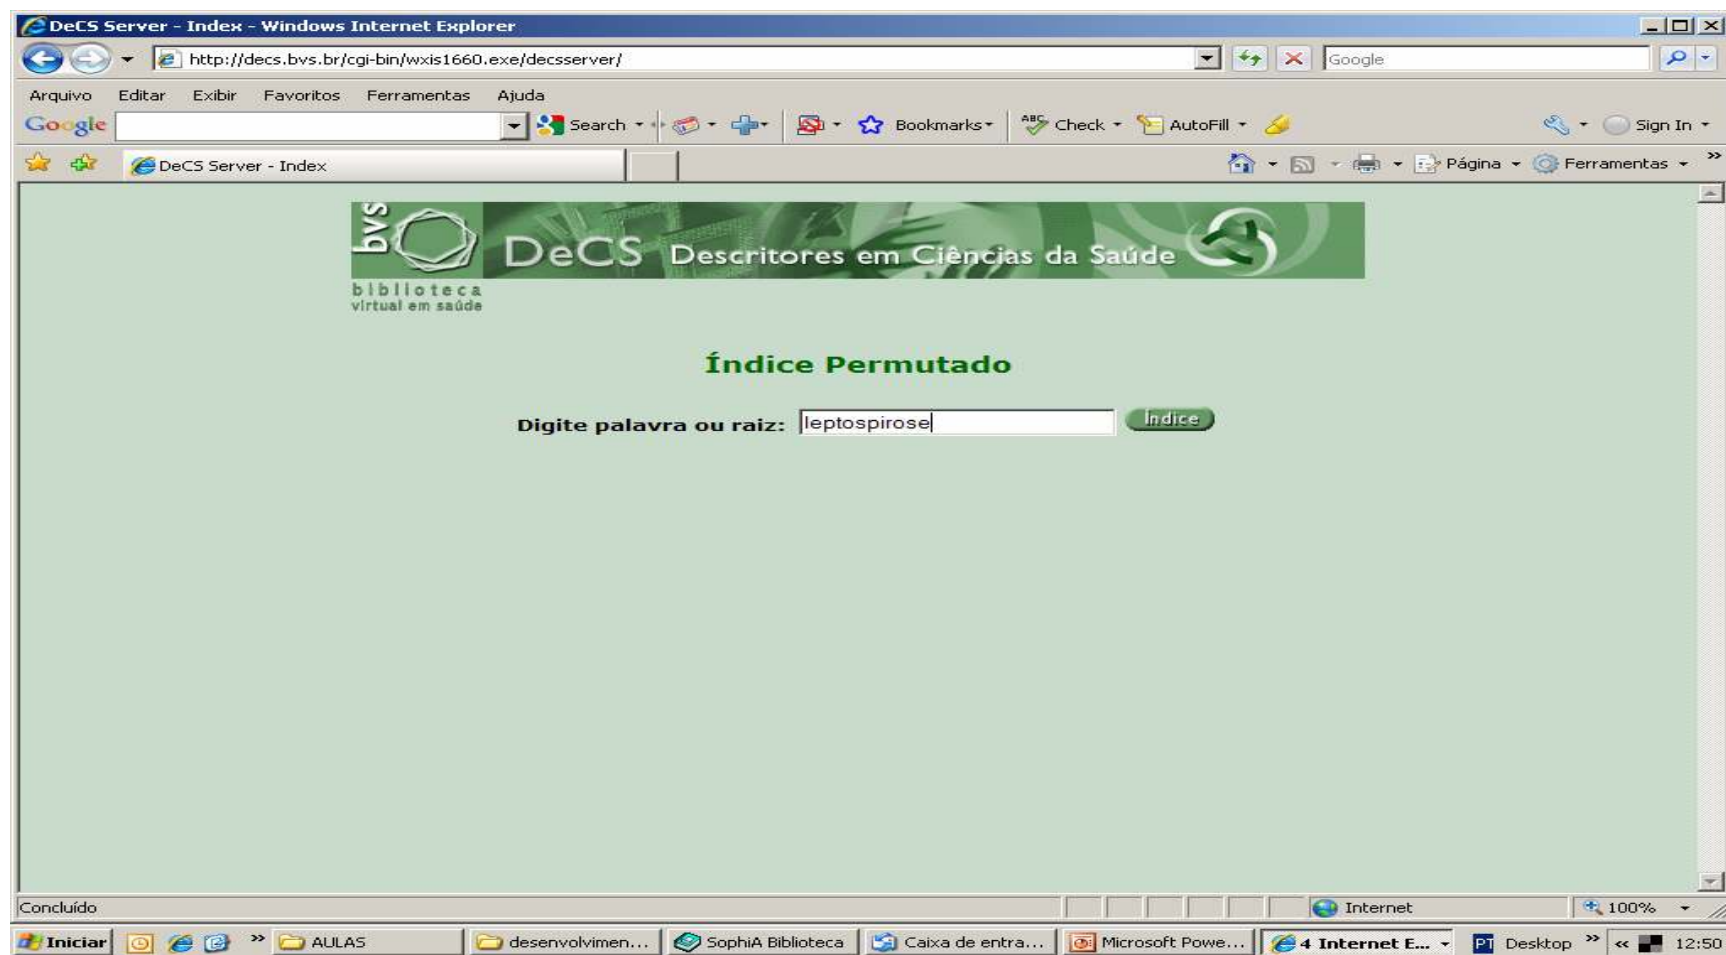 DeCS Server - Index - Windows Internet Explorer
http://decs.bvs.br/cgi-bin/wxis1660.exe/decsserver/
Google
Arquivo Editar Exibir Favoritos Ferramentas Ajuda
Google Search Bookmarks ABC Check AutoFill Sign In
DeCS Server - Index Página Ferramentas »
bvs
DeCS Descritores em Ciências da Saúde
biblioteca
virtual em saúde
Índice Permutado
Digite palavra ou raiz: leptospirose Índice
Concluído Internet 100%
Iniciar » AULAS desenvolvimen... SophiA Biblioteca Caixa de entra... Microsoft Powe... 4 Internet E... PT Desktop » « 12:50